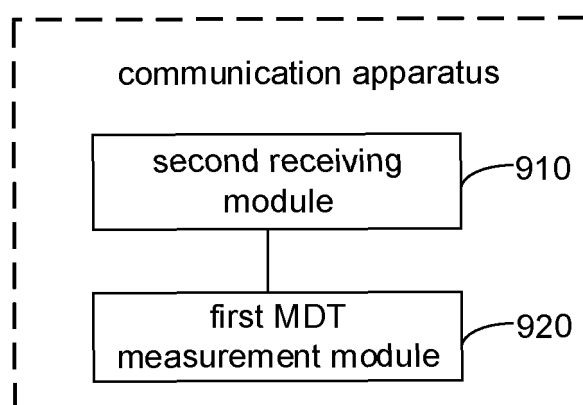 communication apparatus
second receiving
module
910
first MDT
measurement module
920